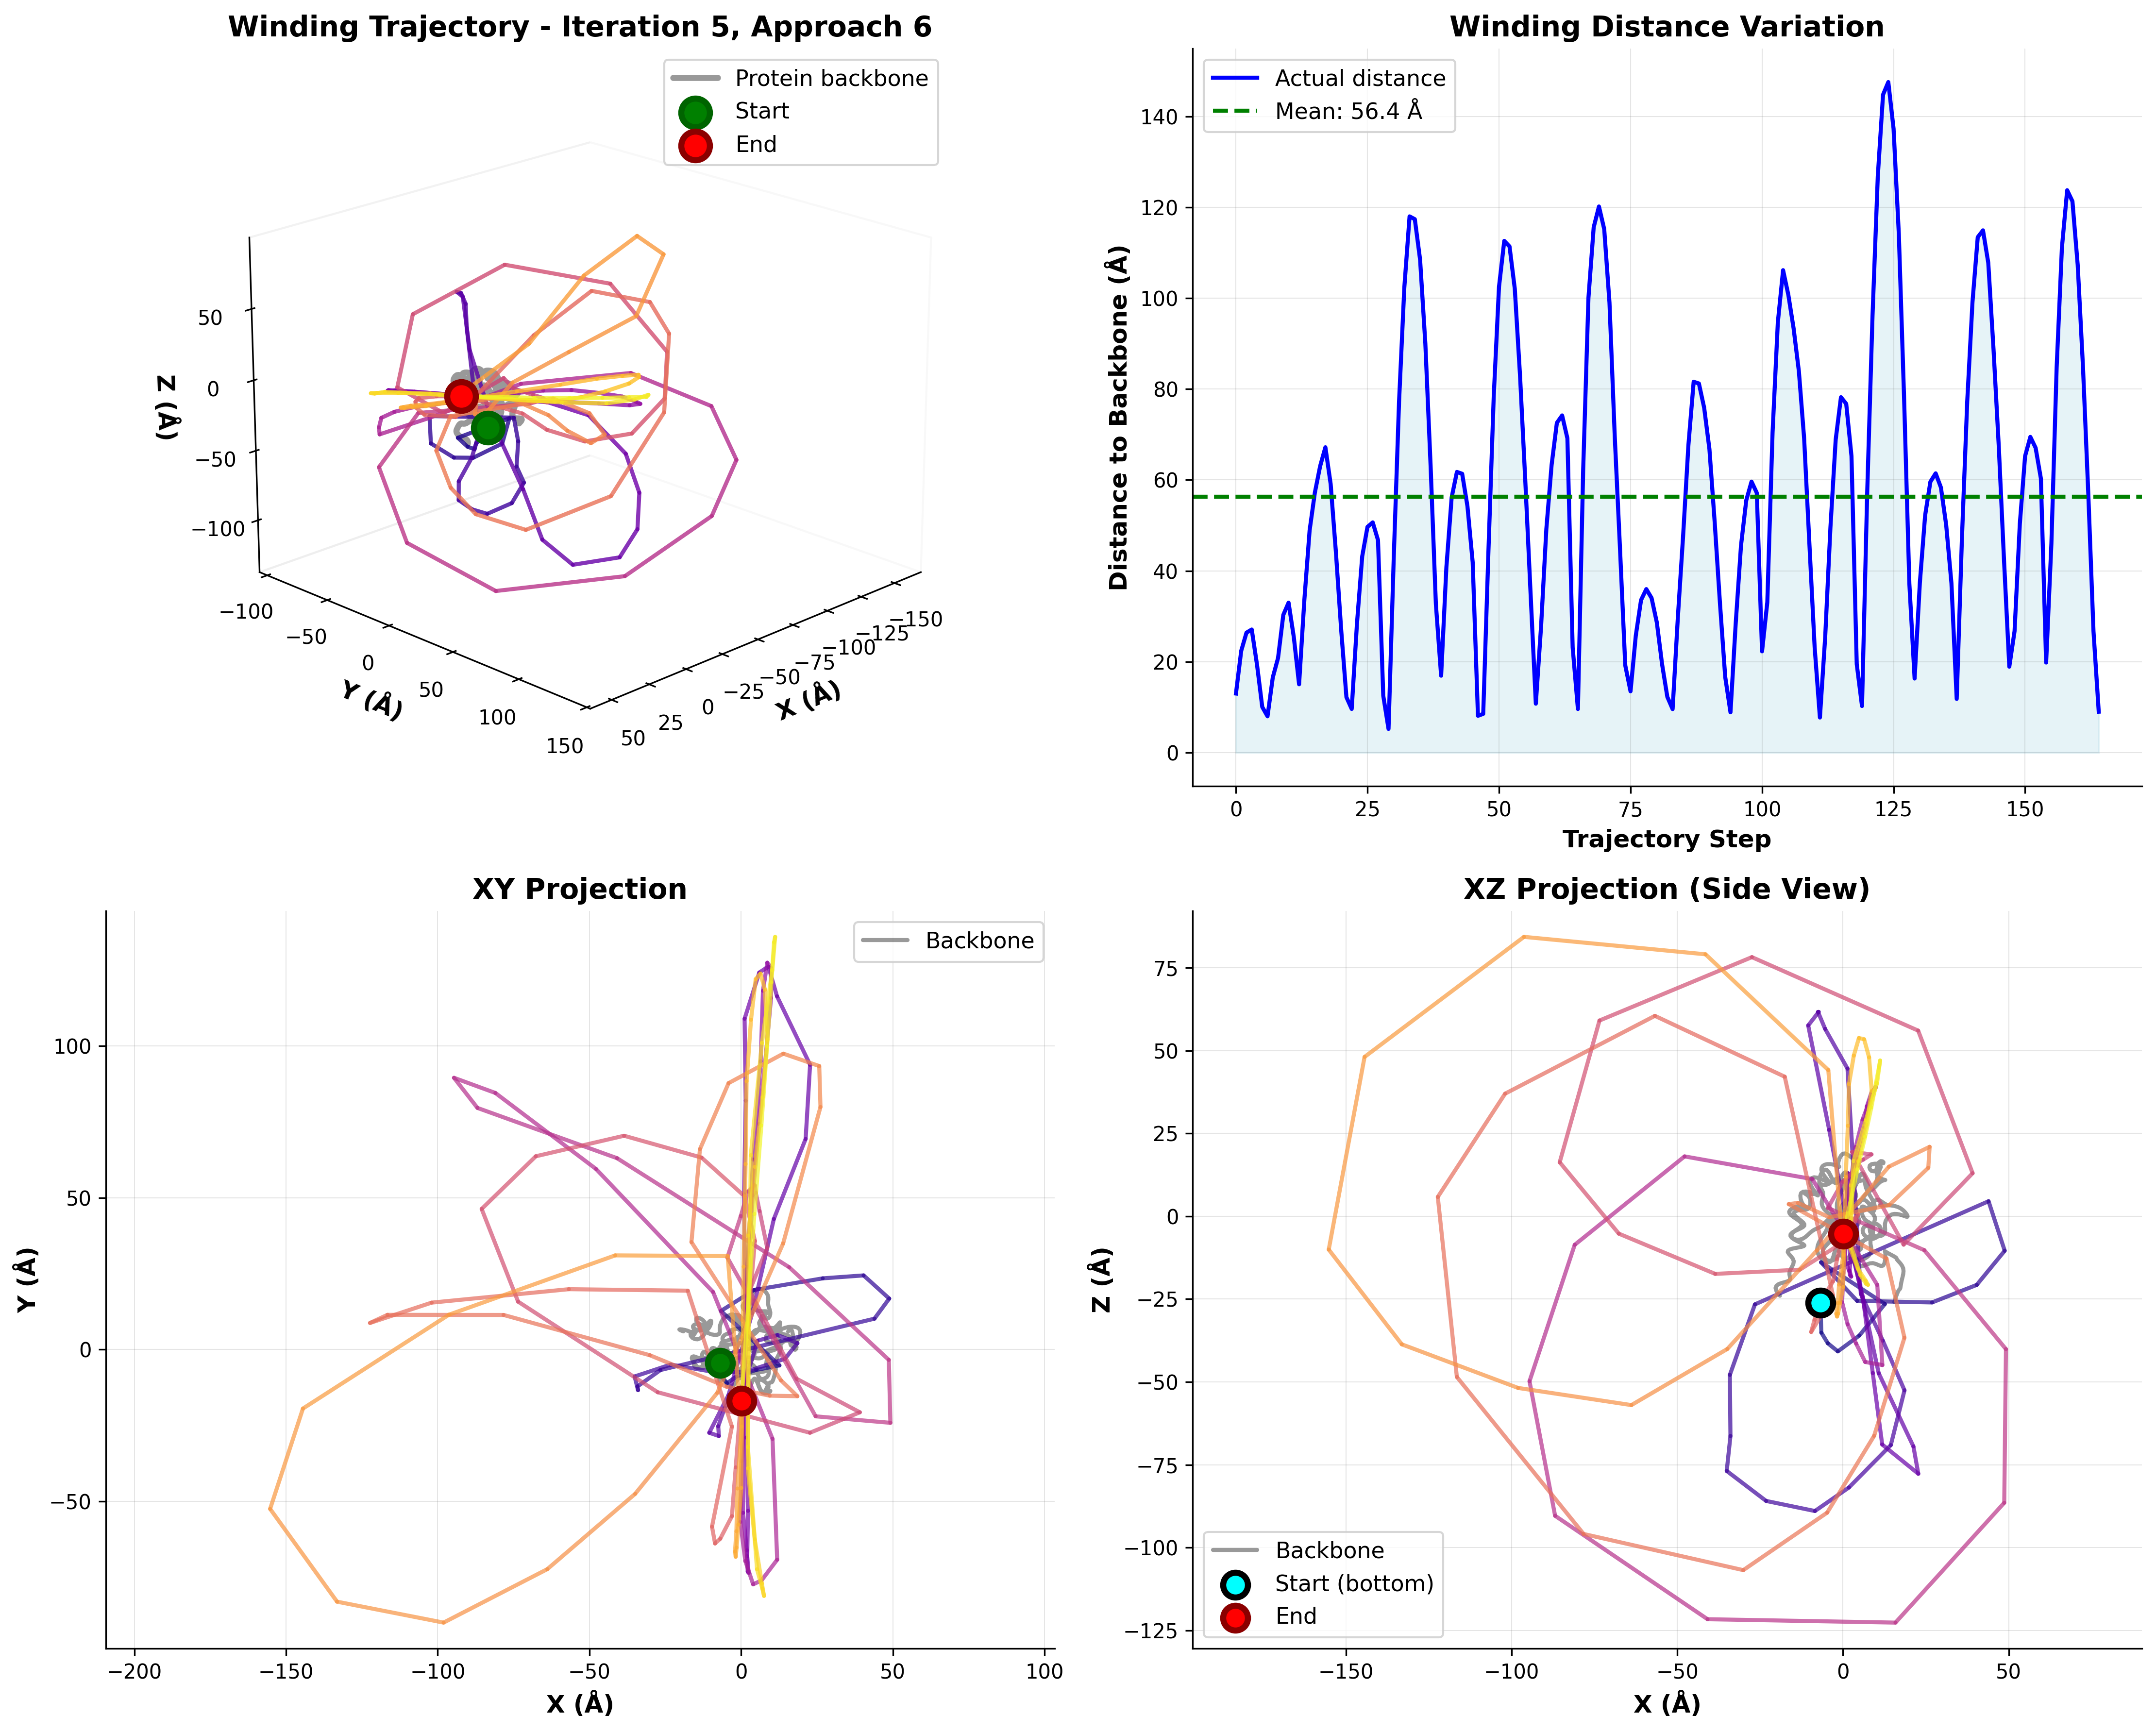 Winding Trajectory - Iteration 5, Approach 6
Protein backbone
Start
End
50
0
−50
−100
Z (Å)
−100
−50
0
50
100
150
Y (Å)
50
25
0
−25
−50
−75
−100
−125
−150
X (Å)
Winding Distance Variation
Actual distance
Mean: 56.4 Å
140
120
100
80
60
40
20
0
Distance to Backbone (Å)
0
25
50
75
100
125
150
Trajectory Step
XY Projection
Backbone
100
50
0
−50
Y (Å)
−200
−150
−100
−50
0
50
100
X (Å)
XZ Projection (Side View)
75
50
25
0
−25
−50
−75
−100
−125
Z (Å)
Backbone
Start (bottom)
End
−150
−100
−50
0
50
X (Å)